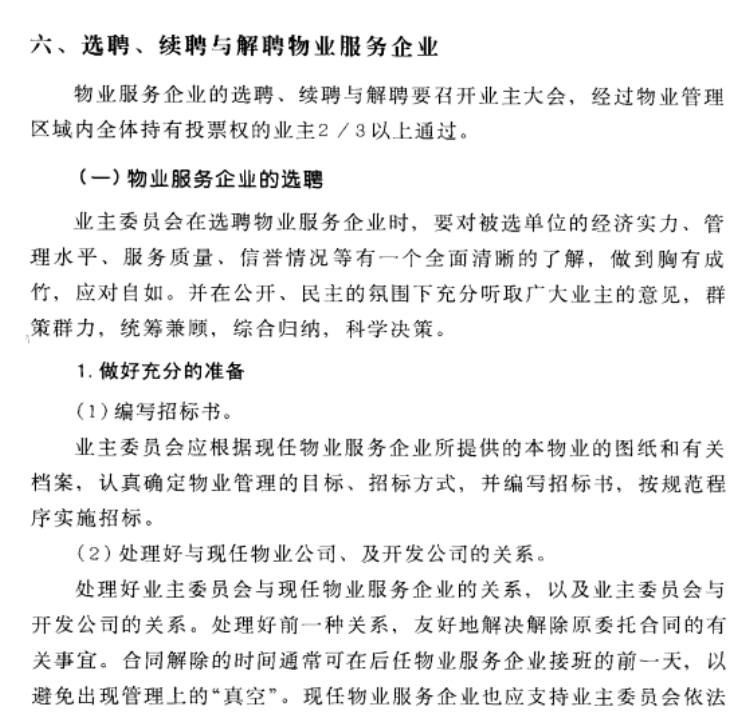 六、选聘、续聘与解聘物业服务企业
物业服务企业的选聘、续聘与解聘要召开业主大会，经过物业管理
区域内全体持有投票权的业主2／3以上通过。
(一)物业服务企业的选聘
业主委员会在选聘物业服务企业时，要对被选单位的经济实力、管
理水平、服务质量、信誉情况等有一个全面清晰的了解，做到胸有成
竹，应对自如。并在公开、民主的氛围下充分听取广大业主的意见，群
策群力，统筹兼顾，综合归纳，科学决策。
1.做好充分的准备
(1)编写招标书。
业主委员会应根据现任物业服务企业所提供的本物业的图纸和有关
档案，认真确定物业管理的目标、招标方式，并编写招标书，按规范程
序实施招标。
(2)处理好与现任物业公司、及开发公司的关系。
处理好业主委员会与现任物业服务企业的关系，以及业主委员会与
开发公司的关系。处理好前一种关系，友好地解决解除原委托合同的有
关事宜。合同解除的时间通常可在后任物业服务企业接班的前一天，以
避免出现管理上的“真空”。现任物业服务企业也应支持业主委员会依法